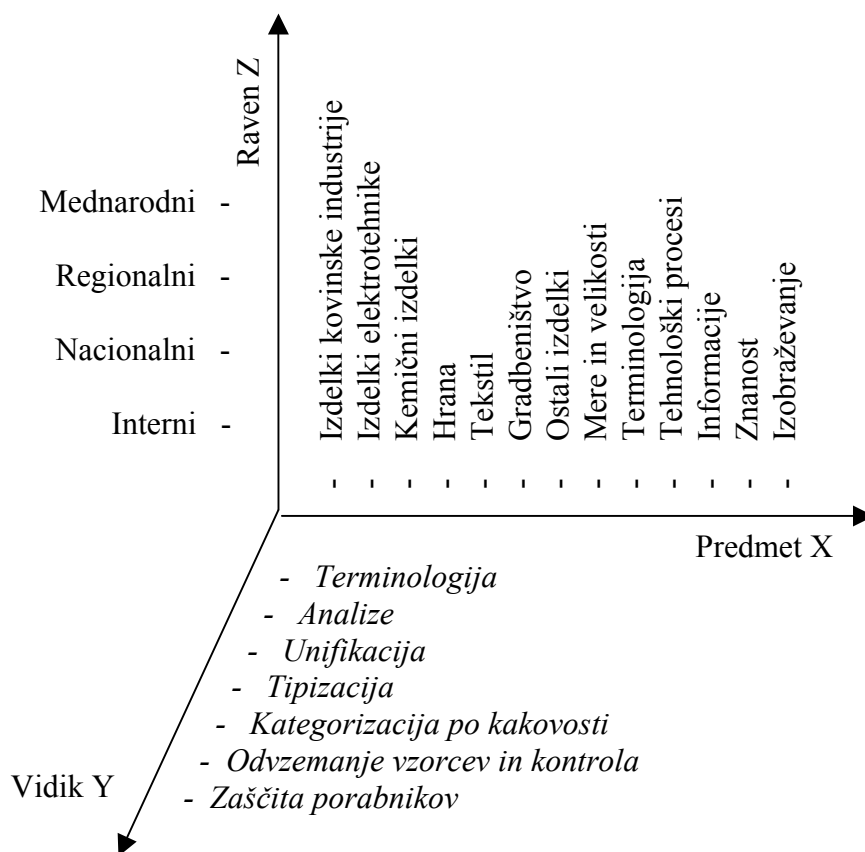 Raven Z
Mednarodni -
Regionalni -
Nacionalni -
Interni -
Izdelki kovinske industrije -
Izdelki elektrotehnike -
Kemični izdelki -
Hrana -
Tekstil -
Gradbeništvo -
Ostali izdelki -
Mere in velikosti -
Terminologija -
Tehnološki procesi -
Informacije -
Znanost -
Izobraževanje -
Predmet X
- Terminologija
- Analize
- Unifikacija
- Tipizacija
- Kategorizacija po kakovosti
- Odvzemanje vzorcev in kontrola
- Zaščita porabnikov
Vidik Y